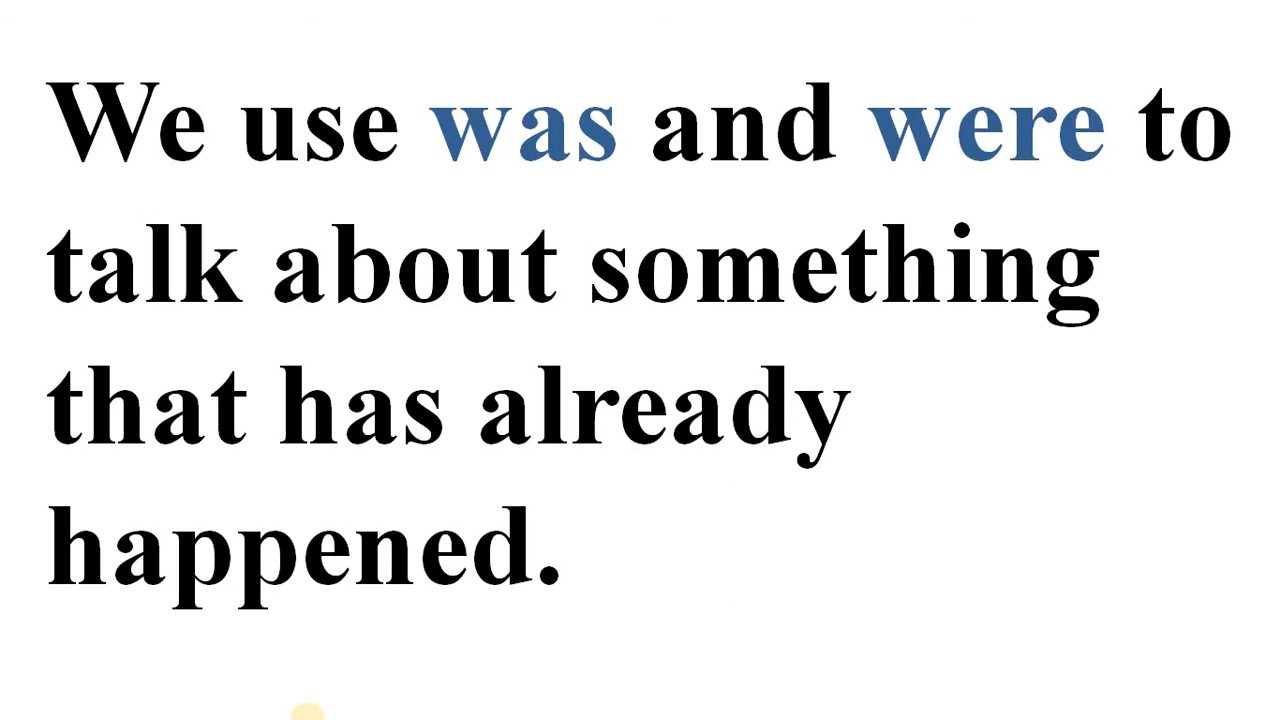 We use was and were to
talk about something
that has already
happened.